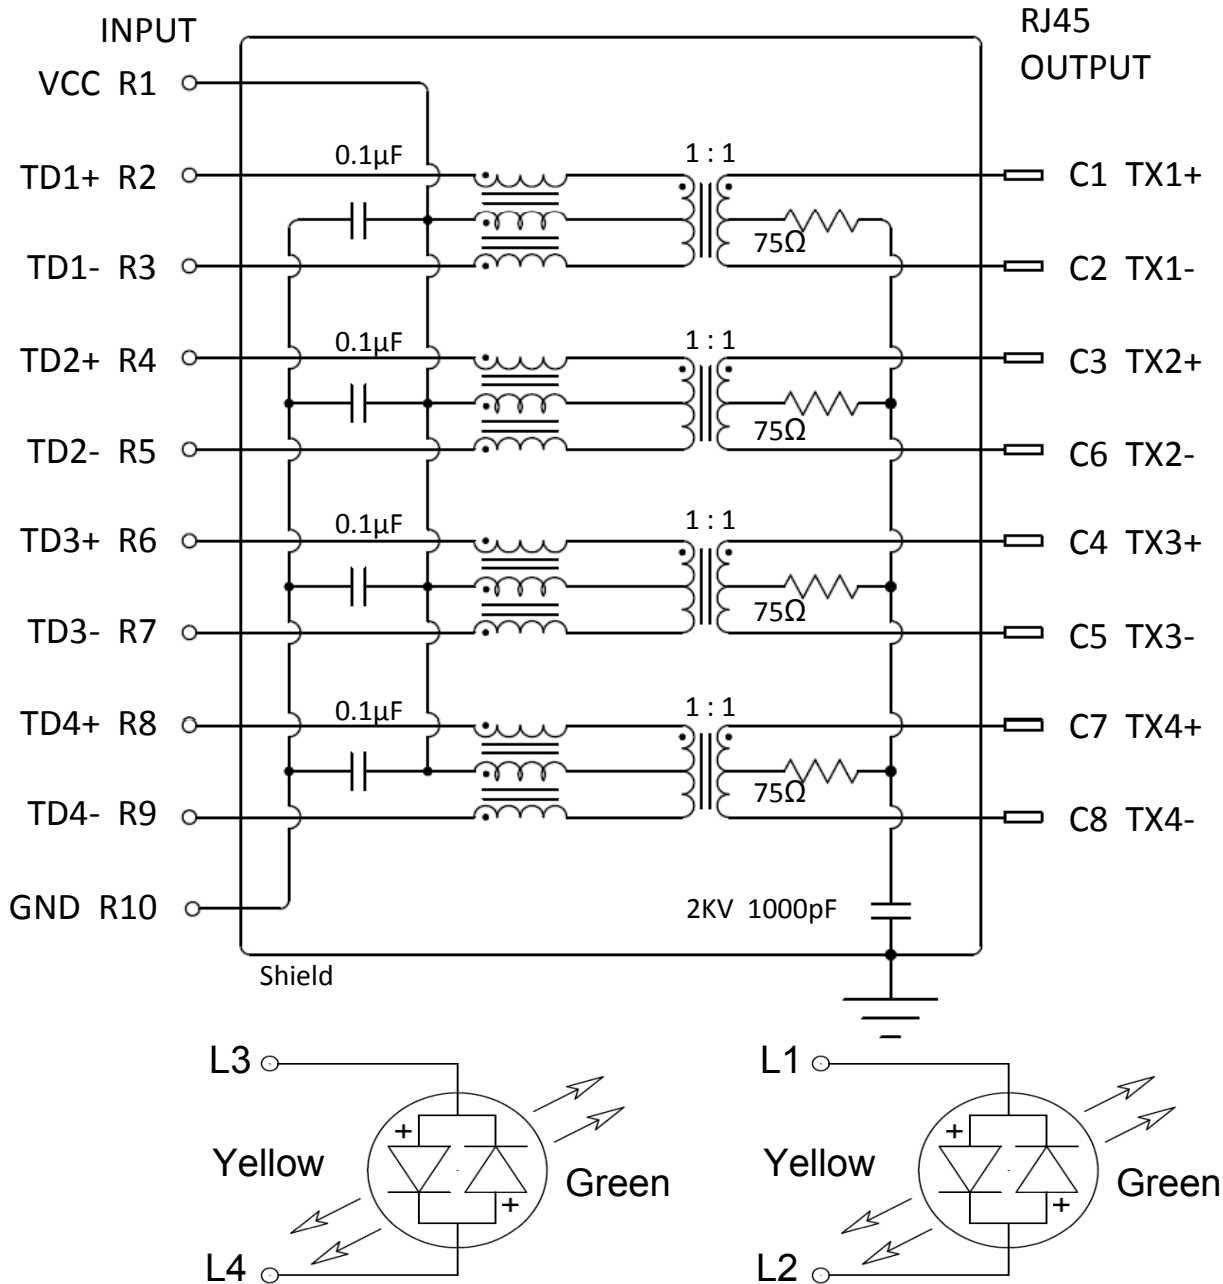 INPUT
RJ45
OUTPUT
VCC R1
0.1µF
1 : 1
TD1+ R2
C1 TX1+
75Ω
TD1- R3
C2 TX1-
0.1µF
1 : 1
TD2+ R4
C3 TX2+
75Ω
TD2- R5
C6 TX2-
0.1µF
1 : 1
TD3+ R6
C4 TX3+
75Ω
TD3- R7
C5 TX3-
0.1µF
1 : 1
TD4+ R8
C7 TX4+
75Ω
TD4- R9
C8 TX4-
GND R10
2KV 1000pF
Shield
L3
L1
+
+
Yellow
Green
Yellow
Green
+
+
L4
L2